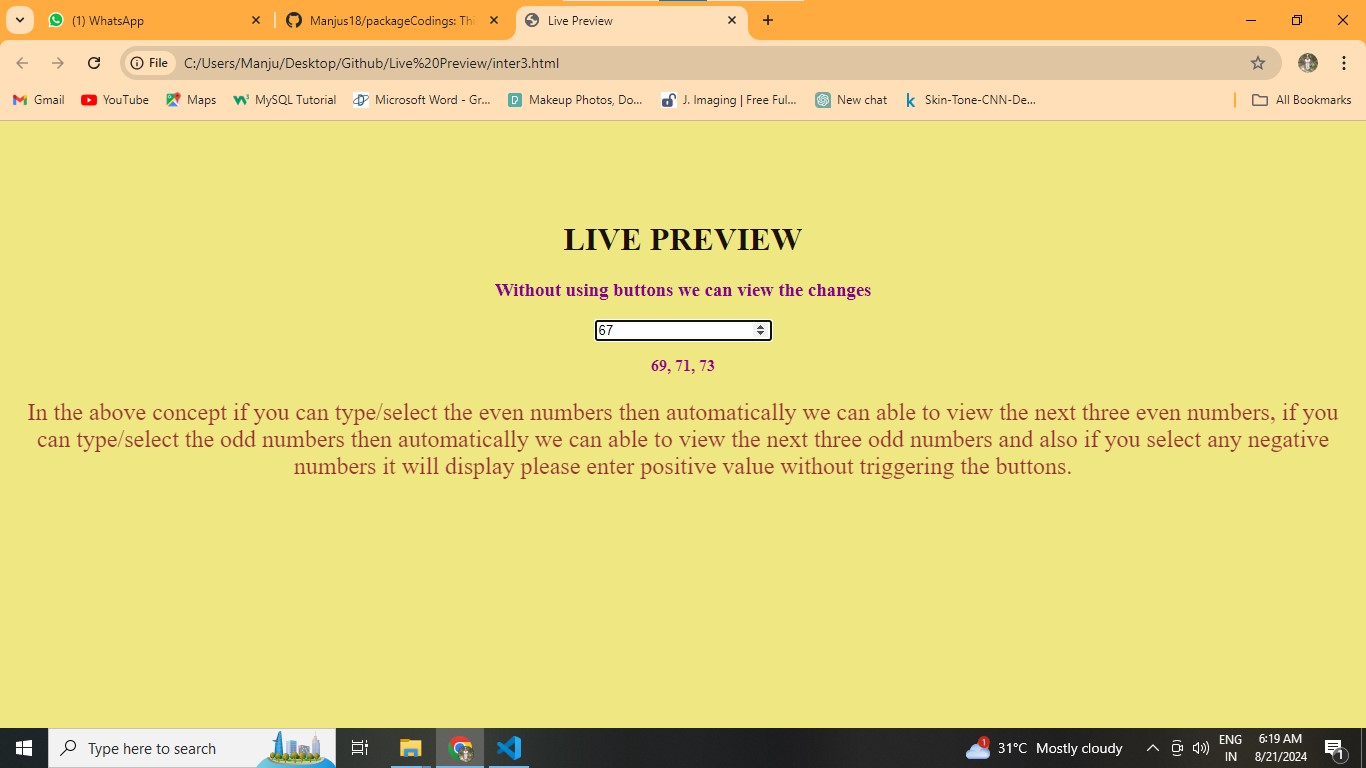 (1) WhatsApp
Manjus18/packageCodings: Thi
Live Preview
File
C:/Users/Manju/Desktop/Github/Live%20Preview/inter3.html
Gmail
YouTube
Maps
MySQL Tutorial
Microsoft Word - Gr...
Makeup Photos, Do...
J. Imaging | Free Ful...
New chat
Skin-Tone-CNN-De...
All Bookmarks
LIVE PREVIEW
Without using buttons we can view the changes
67
69, 71, 73
In the above concept if you can type/select the even numbers then automatically we can able to view the next three even numbers, if you
can type/select the odd numbers then automatically we can able to view the next three odd numbers and also if you select any negative
numbers it will display please enter positive value without triggering the buttons.
Type here to search
1
31°C Mostly cloudy
ENG
IN
6:19 AM
8/21/2024
1